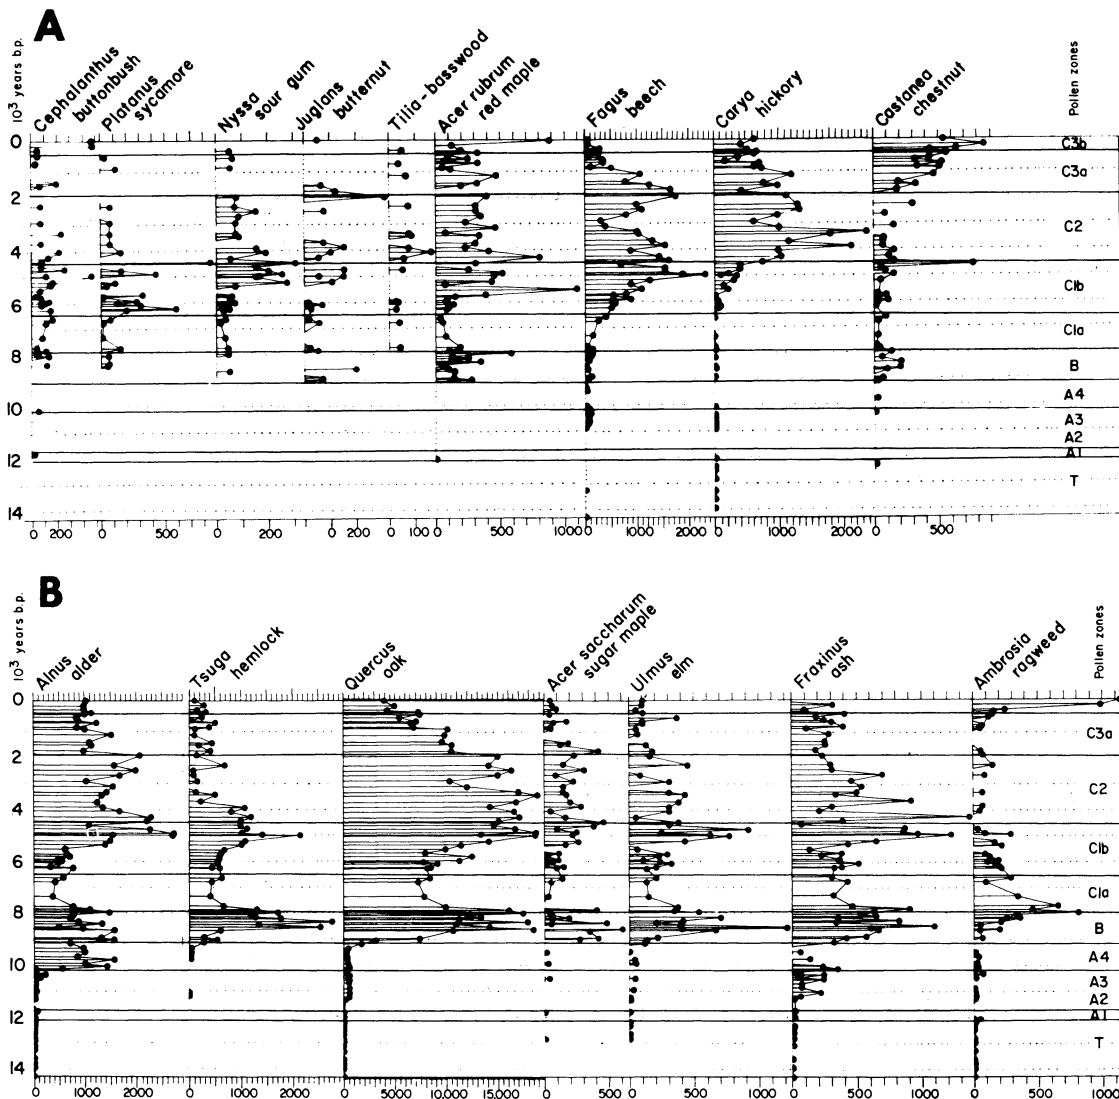 A
10³ years b.p.
Cephalanthus
buttonbush
Platanus
sycamore
Nyssa
sour gum
Juglans
butternut
Tilia-basswood
Acer rubrum
red maple
Fagus
beech
Carya
hickory
Castanea
chestnut
Pollen zones
0
2
4
6
8
10
12
14
C3b
C3a
C2
C1b
C1a
B
A4
A3
A2
A1
T
0 200 0 200 0 200 0 200 0 100 0 500 1000 0 1000 2000 0 1000 2000 0 500
B
10³ years b.p.
Alnus
alder
Tsuga
hemlock
Quercus
oak
Acer saccharum
sugar maple
Ulmus
elm
Fraxinus
ash
Ambrosia
ragweed
Pollen zones
0
2
4
6
8
10
12
14
C3a
C2
C1b
C1a
B
A4
A3
A2
A1
T
0 1000 2000 0 1000 2000 0 5000 10,000 15,000 0 500 0 500 1000 0 500 1000 0 500 1000